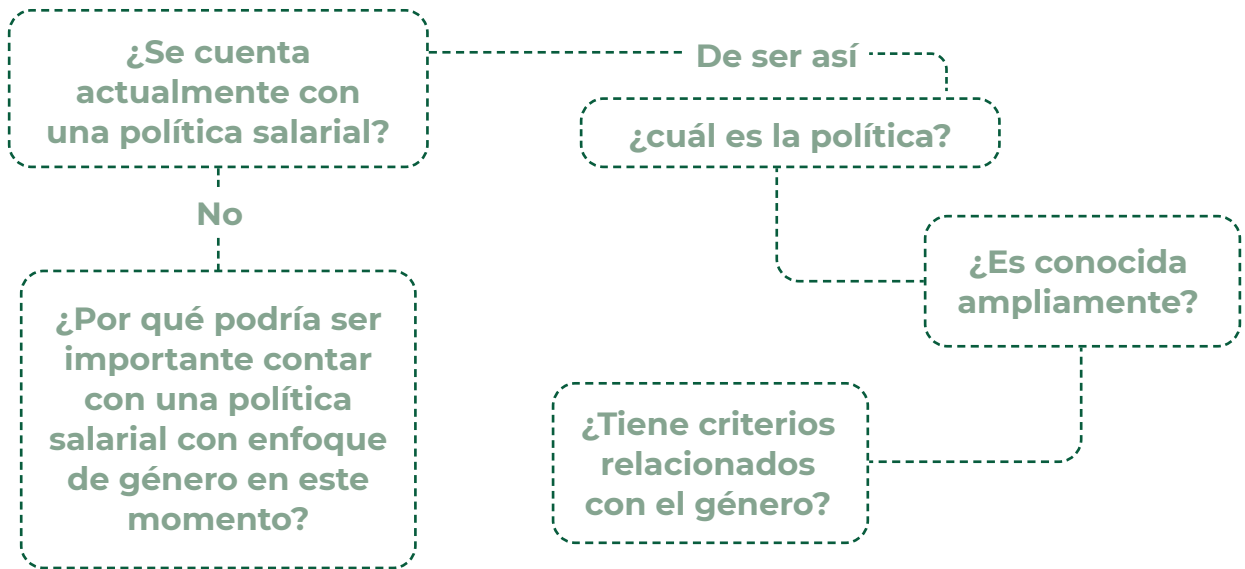 ¿Se cuenta
actualmente con
una política salarial?
De ser así
¿cuál es la política?
No
¿Es conocida
ampliamente?
¿Por qué podría ser
importante contar
con una política
salarial con enfoque
de género en este
momento?
¿Tiene criterios
relacionados
con el género?